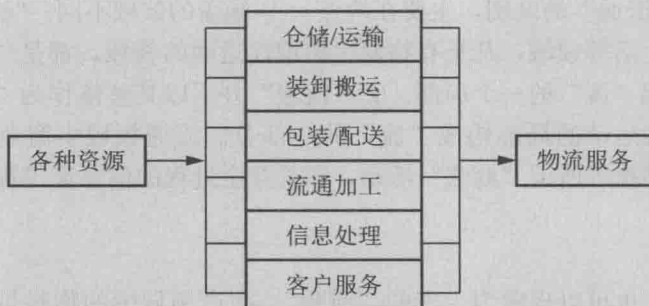 仓储/运输
装卸搬运
包装/配送
各种资源
流通加工
物流服务
信息处理
客户服务